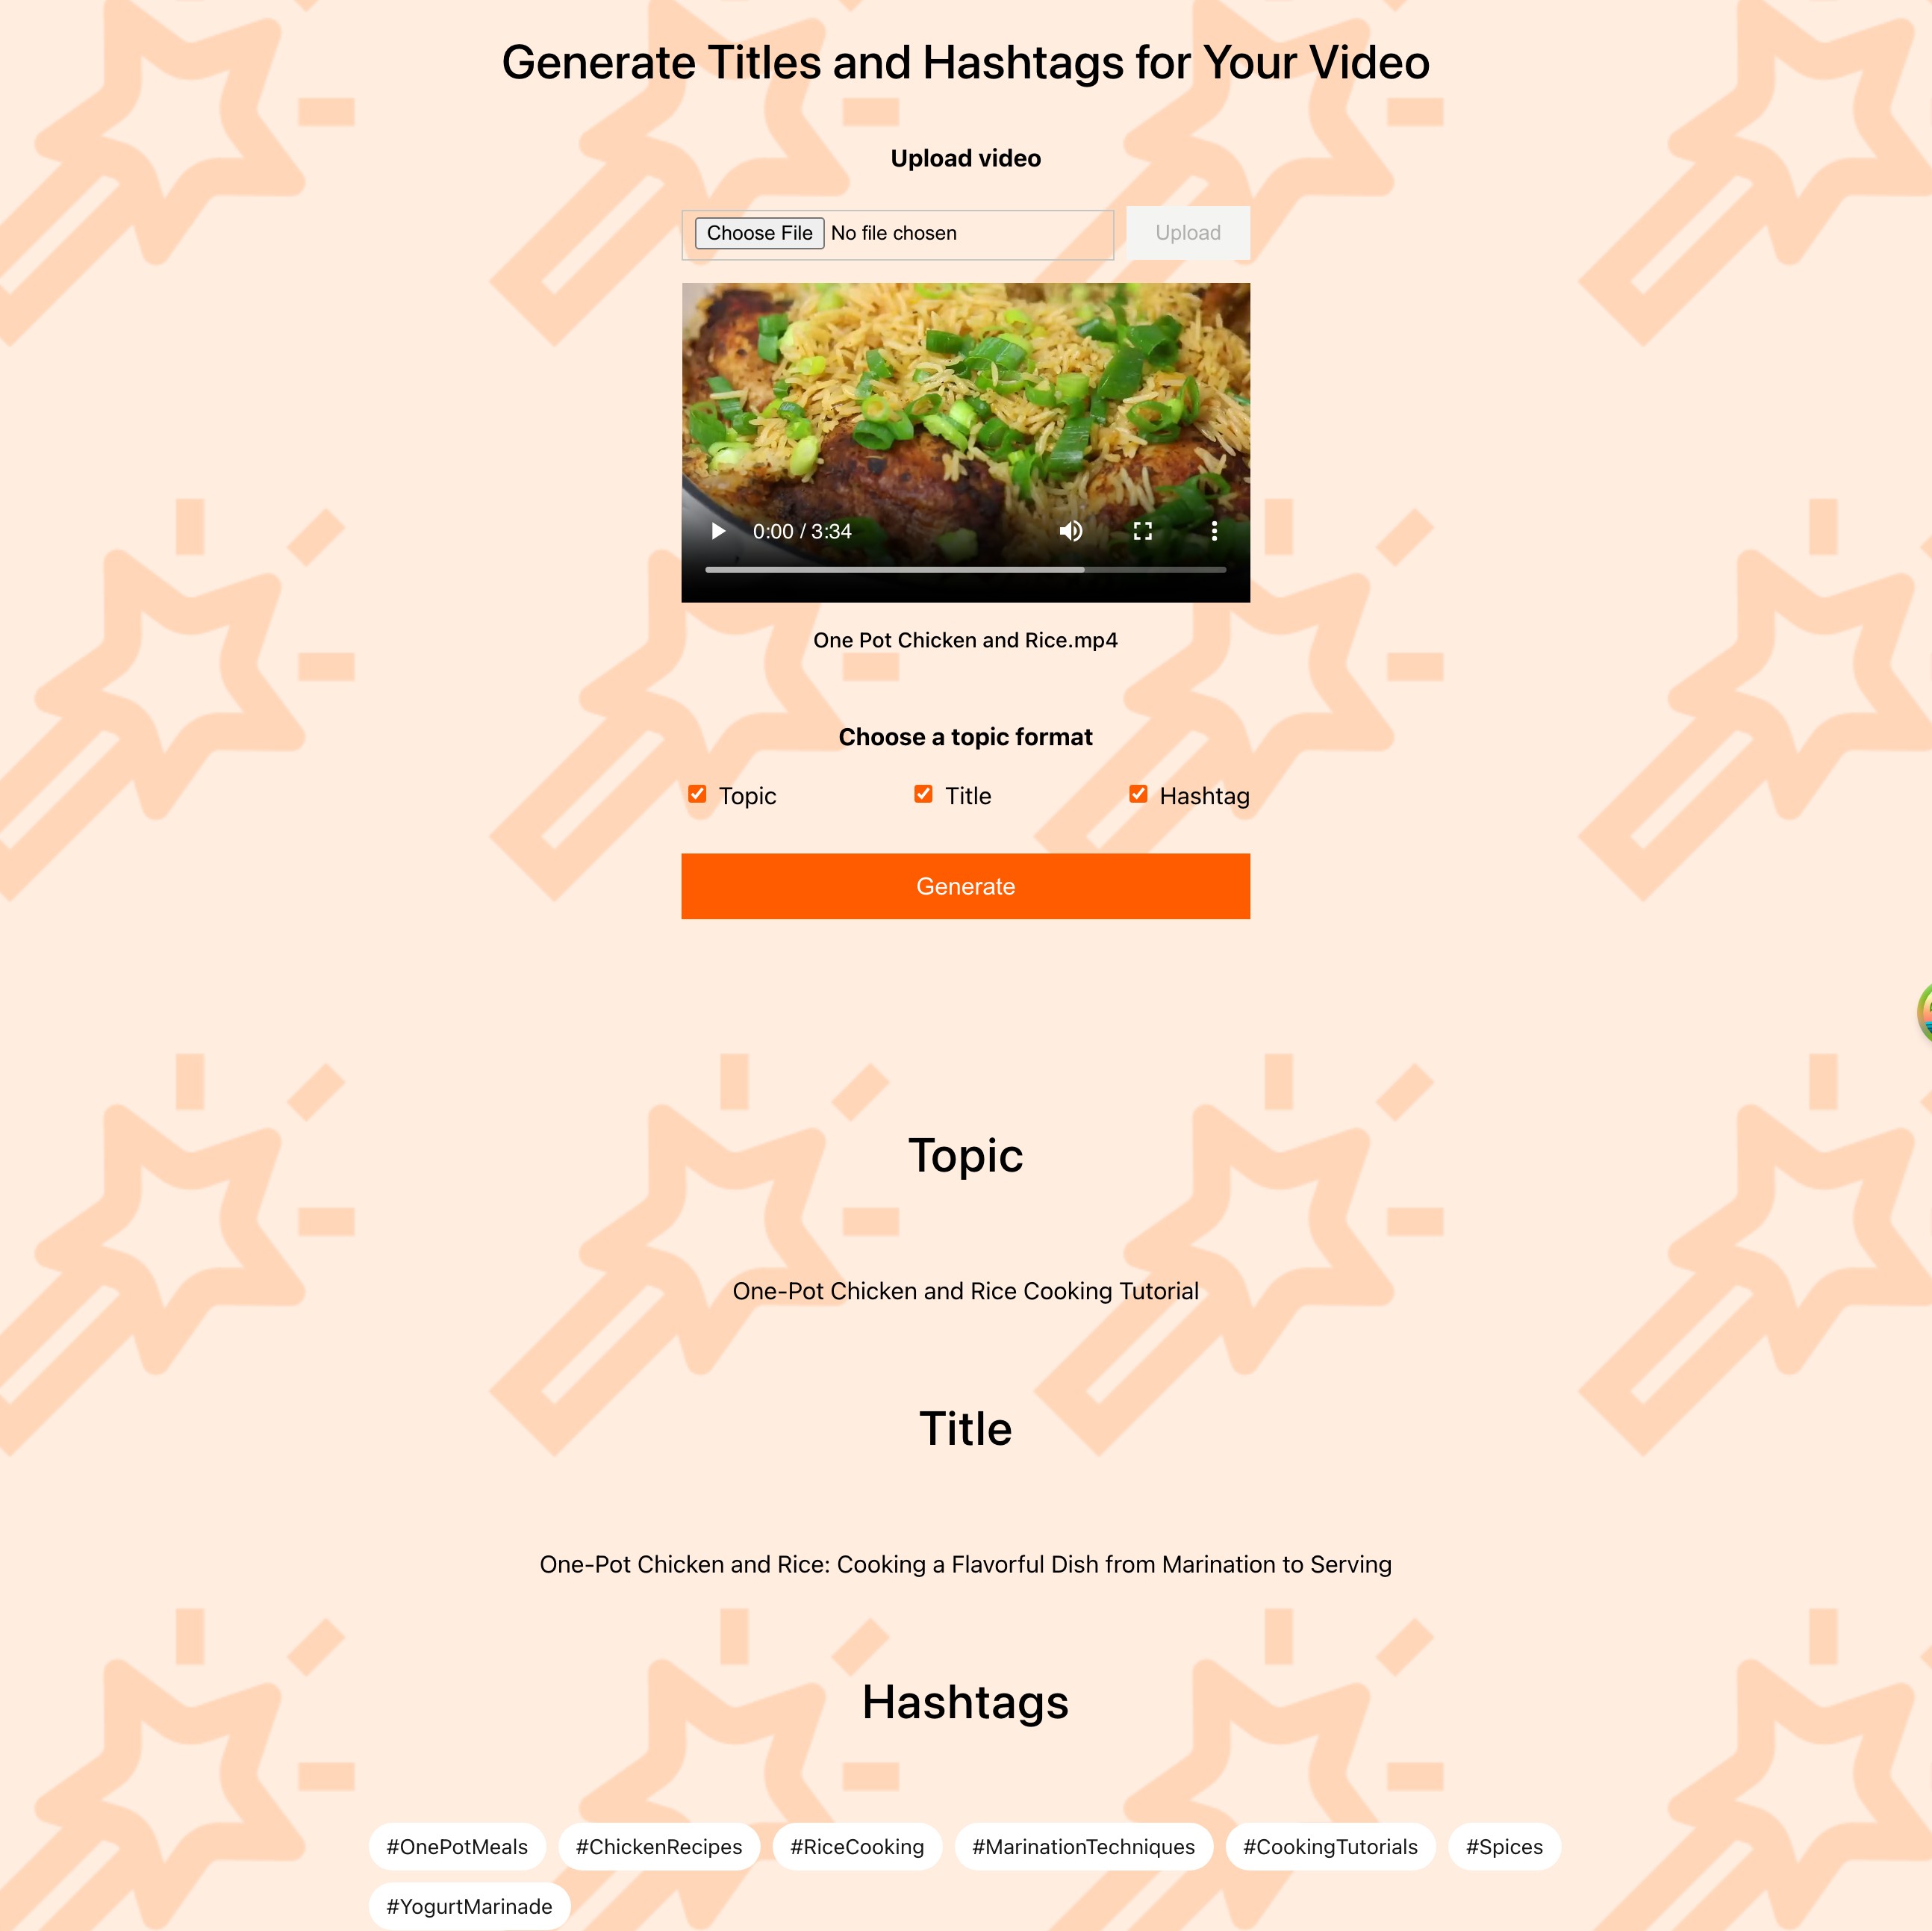 Generate Titles and Hashtags for Your Video
Upload video
Choose File No file chosen
Upload
0:00 / 3:34
One Pot Chicken and Rice.mp4
Choose a topic format
Topic Title Hashtag
Generate
Topic
One-Pot Chicken and Rice Cooking Tutorial
Title
One-Pot Chicken and Rice: Cooking a Flavorful Dish from Marination to Serving
Hashtags
#OnePotMeals #ChickenRecipes #RiceCooking #MarinationTechniques #CookingTutorials #Spices
#YogurtMarinade